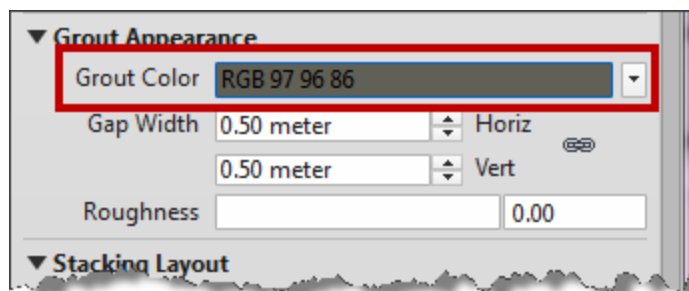 Grout Appearance
Grout Color RGB 97 96 86
Gap Width 0.50 meter Horiz
0.50 meter Vert
Roughness 0.00
Stacking Layout